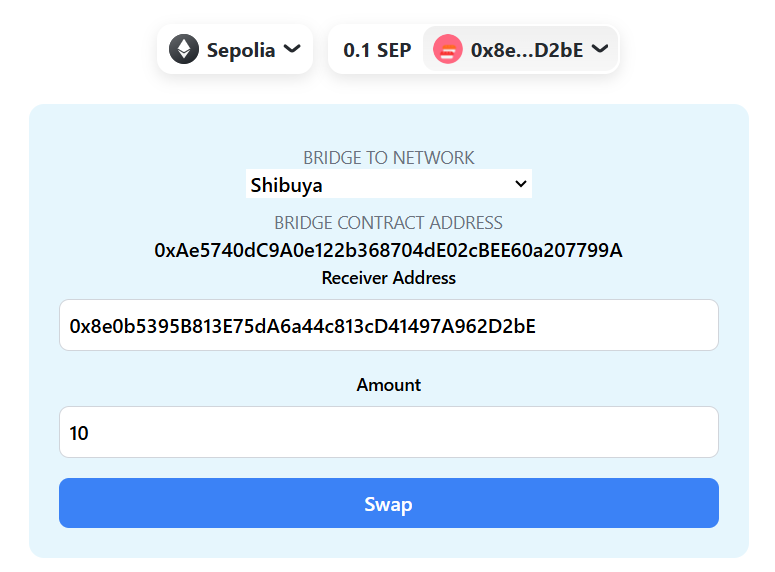 Sepolia 0.1 SEP 0x8e...D2bE
BRIDGE TO NETWORK
Shibuya
BRIDGE CONTRACT ADDRESS
0xAe5740dC9A0e122b368704dE02cBEE60a207799A
Receiver Address
0x8e0b5395B813E75dA6a44c813cD41497A962D2bE
Amount
10
Swap